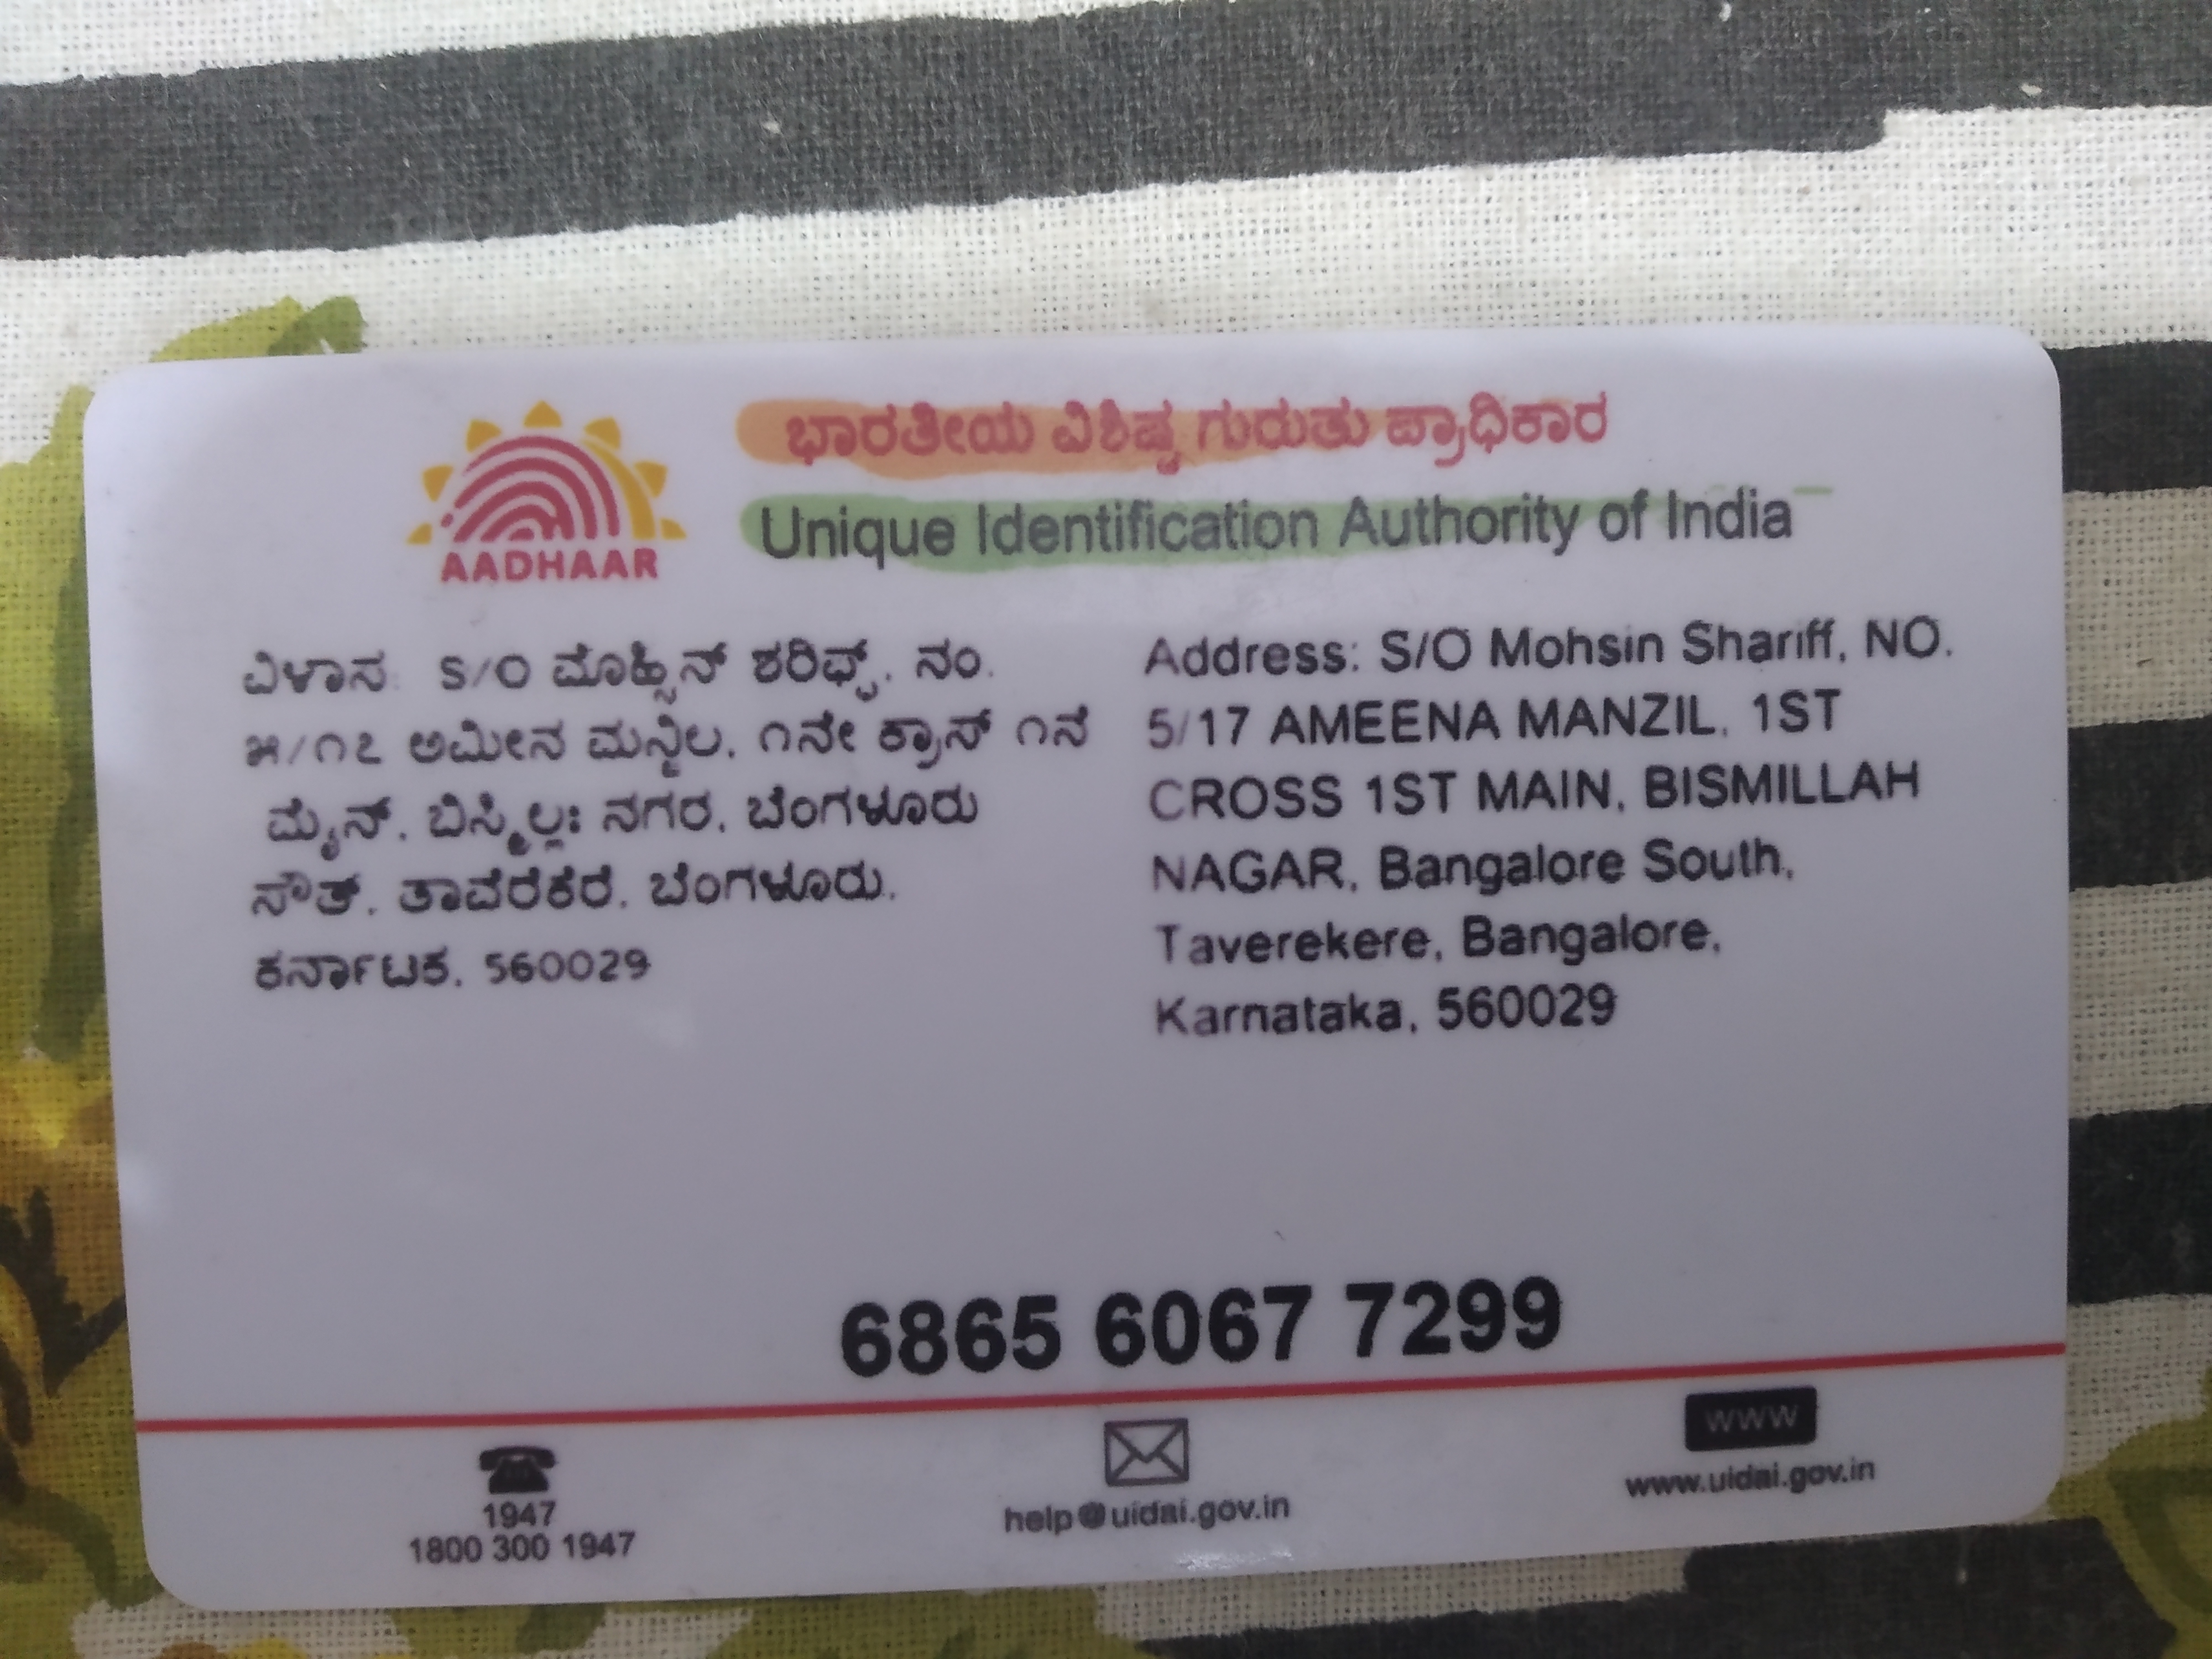 ಭಾರತೀಯ ವಿಶಿಷ್ಟ ಗುರುತು ಪ್ರಾಧಿಕಾರ
Unique Identification Authority of India
AADHAAR
ವಿಳಾಸ: S/O ಮೊಹ್ಸಿನ್ ಶರಿಫ್ಫ್, ನಂ.
೫/೧೭ ಅಮೀನ ಮನ್ಜಿಲ, ೧ನೇ ಕ್ರಾಸ್ ೧ನೆ
ಮೈನ್, ಬಿಸ್ಮಿಲ್ಲಃ ನಗರ, ಬೆಂಗಳೂರು
ಸೌತ್, ತಾವೆರೆಕೆರೆ, ಬೆಂಗಳೂರು,
ಕರ್ನಾಟಕ, 560029
Address: S/O Mohsin Shariff, NO.
5/17 AMEENA MANZIL, 1ST
CROSS 1ST MAIN, BISMILLAH
NAGAR, Bangalore South,
Taverekere, Bangalore,
Karnataka, 560029
6865 6067 7299
1947
1800 300 1947
help@uidai.gov.in
www
www.uidai.gov.in